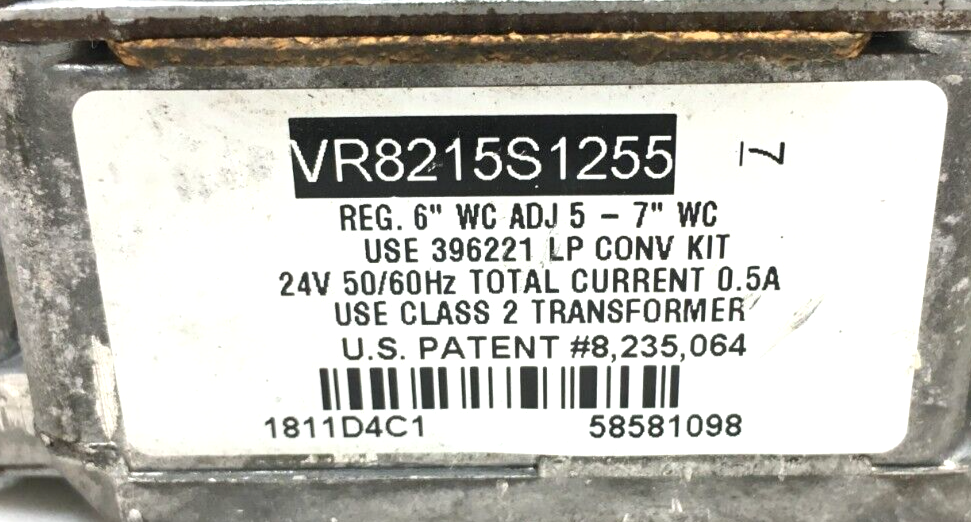 VR8215S1255
7
REG. 6" WC ADJ 5 - 7" WC
USE 396221 LP CONV KIT
24V 50/60Hz TOTAL CURRENT 0.5A
USE CLASS 2 TRANSFORMER
U.S. PATENT #8,235,064
1811D4C1 58581098